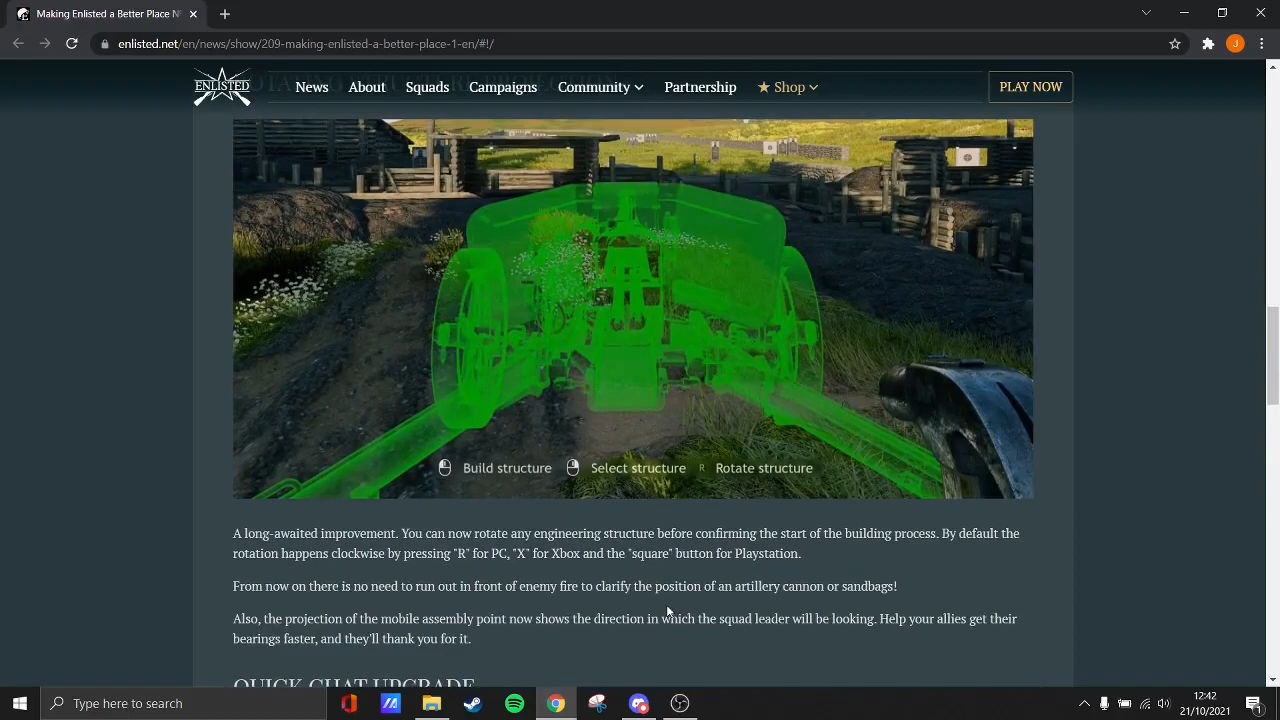 Making Enlisted a Better Place №
enlisted.net/en/news/show/209-making-enlisted-a-better-place-1-en/#!/
J
ENLISTED
News About Squads Campaigns Community Partnership Shop PLAY NOW
Build structure Select structure R Rotate structure
A long-awaited improvement. You can now rotate any engineering structure before confirming the start of the building process. By default the
rotation happens clockwise by pressing "R" for PC, "X" for Xbox and the "square" button for Playstation.
From now on there is no need to run out in front of enemy fire to clarify the position of an artillery cannon or sandbags!
Also, the projection of the mobile assembly point now shows the direction in which the squad leader will be looking. Help your allies get their
bearings faster, and they'll thank you for it.
QUICK CHAT UPGRADE
Type here to search
12:42
21/10/2021